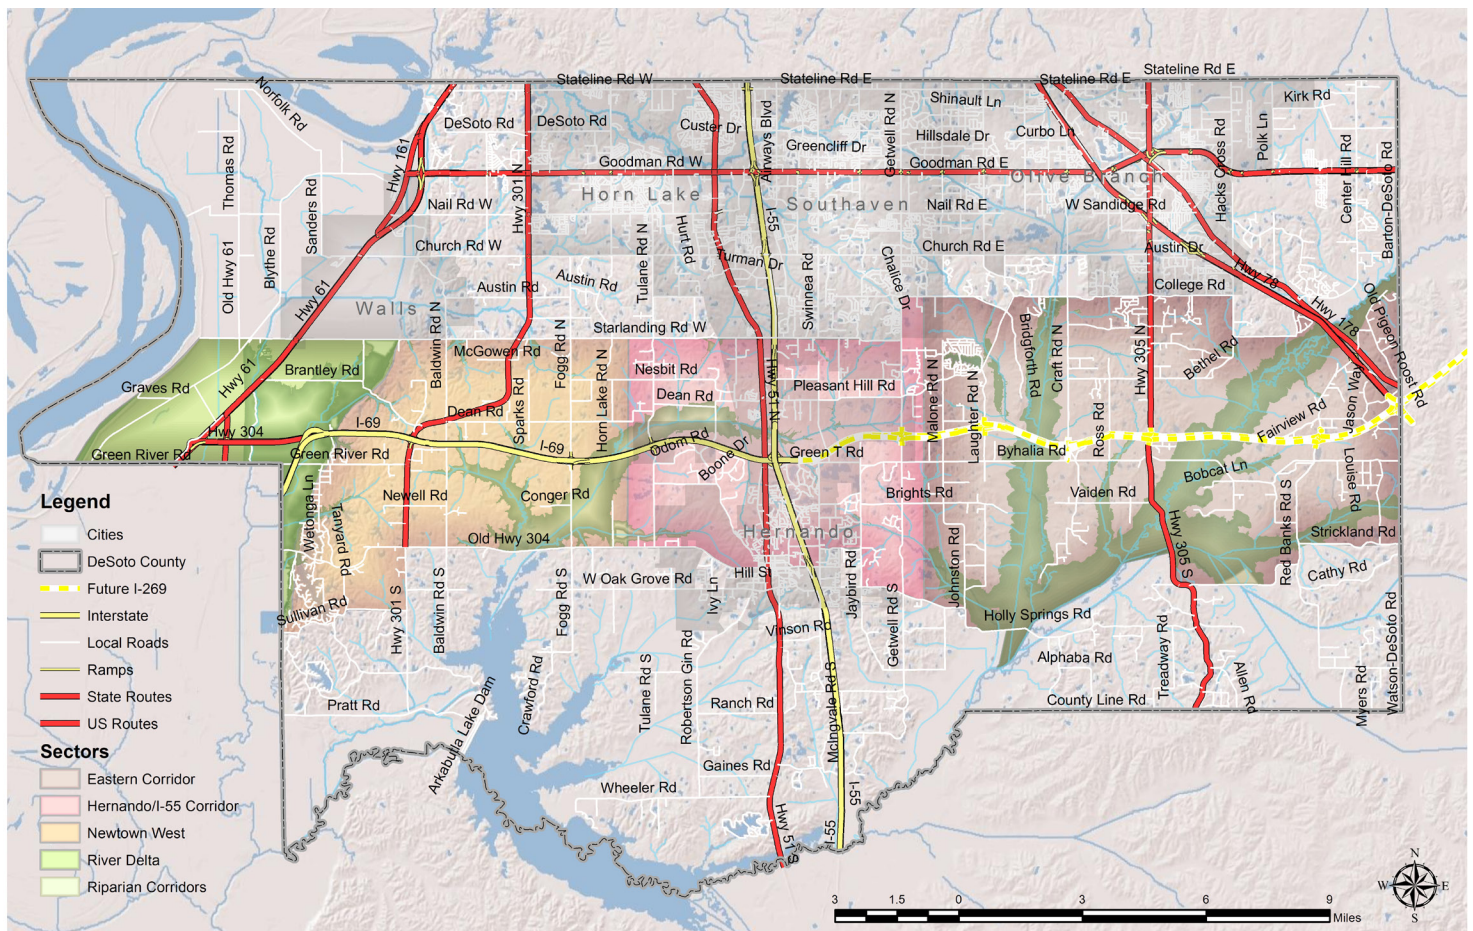 Stateline Rd W
Stateline Rd E
Stateline Rd E
Stateline Rd E
Norfolk Rd
DeSoto Rd
DeSoto Rd
Custer Dr
Airways Blvd
Greencliff Dr
Getwell Rd N
Shinault Ln
Hillsdale Dr
Curbo Ln
Kirk Rd
Polk Ln
Hacks Cross Rd
Center Hill Rd
Barton-DeSoto Rd
Thomas Rd
Hwy 161
Goodman Rd W
Goodman Rd E
Olive Branch
Horn Lake
Southaven
Sanders Rd
Nail Rd W
Hwy 301 N
Nail Rd E
W Sandidge Rd
I-55
Old Hwy 61
Blythe Rd
Church Rd W
Tulane Rd N
Hurt Rd
Turman Dr
Swinnea Rd
Chalice Dr
Church Rd E
Austin Dr
Hwy 78
Austin Rd
Austin Rd
College Rd
Hwy 61
Walls
Starlanding Rd W
Hwy 178
Old Pigeon Roost Rd
Baldwin Rd N
McGowen Rd
Fogg Rd N
Horn Lake Rd N
Nesbit Rd
Hwy 51 N
Pleasant Hill Rd
Malone Rd N
Laughter Rd N
Bridgforth Rd
Craft Rd N
Hwy 305 N
Bethel Rd
Jason Way
Graves Rd
Hwy 61
Brantley Rd
Dean Rd
Sparks Rd
Dean Rd
Ross Rd
Fairview Rd
Hwy 304
I-69
I-69
Odom Rd
Boone Dr
Green T Rd
Byhalia Rd
Green River Rd
Green River Rd
Bobcat Ln
Louise Rd
Watonga Ln
Tanyard Rd
Newell Rd
Conger Rd
Brights Rd
Vaiden Rd
Red Banks Rd S
Strickland Rd
Old Hwy 304
Hernando
Hwy 305 S
Hill St
W Oak Grove Rd
Ivy Ln
Jaybird Rd
Johnston Rd
Cathy Rd
Sullivan Rd
Hwy 301 S
Baldwin Rd S
Fogg Rd S
Vinson Rd
Getwell Rd S
Holly Springs Rd
Treadway Rd
Watson-DeSoto Rd
Crawford Rd
Tulane Rd S
Robertson Gin Rd
Alphaba Rd
Allen Rd
Myers Rd
Pratt Rd
Arkabutla Lake Dam
Ranch Rd
McIngvale Rd S
County Line Rd
Gaines Rd
Wheeler Rd
Hwy 51 S
I-55
I-55
Legend
Cities
DeSoto County
Future I-269
Interstate
Local Roads
Ramps
State Routes
US Routes
Sectors
Eastern Corridor
Hernando/I-55 Corridor
Newtown West
River Delta
Riparian Corridors
N
W
E
S
3 1.5 0 3 6 9
Miles